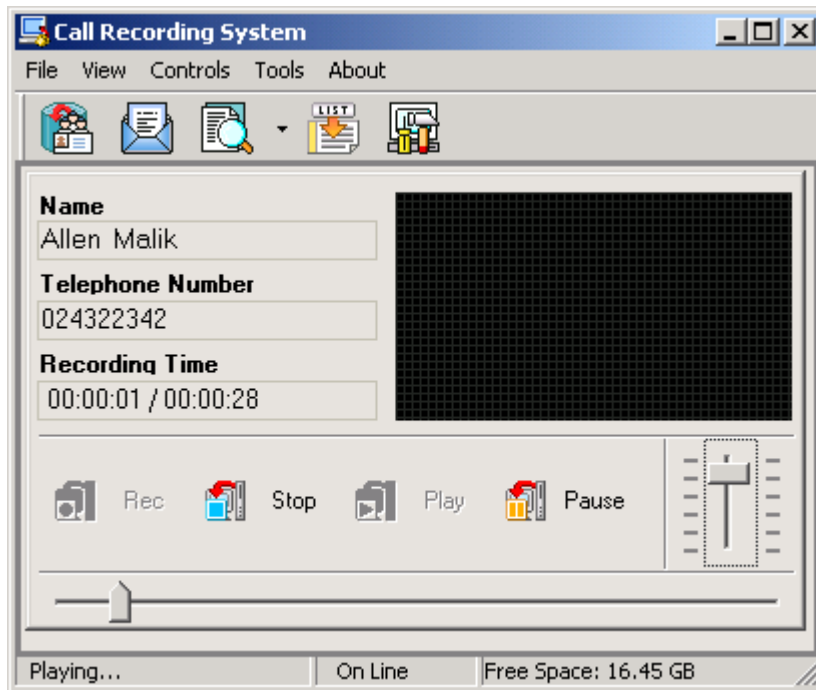 Call Recording System
File View Controls Tools About
LIST
Name
Allen Malik
Telephone Number
024322342
Recording Time
00:00:01 / 00:00:28
Rec Stop Play Pause
Playing... On Line Free Space: 16.45 GB